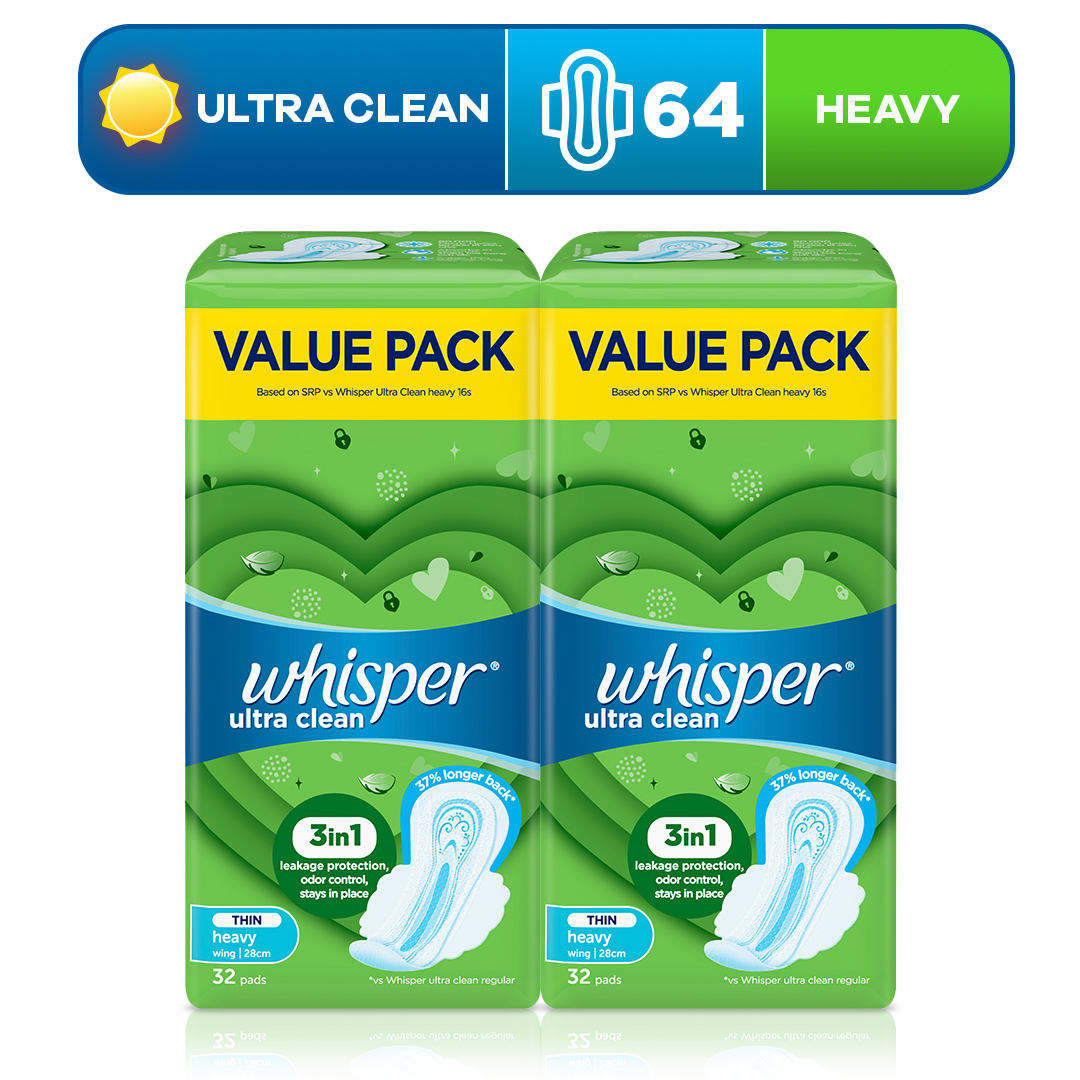 ULTRA CLEAN
64
HEAVY
VALUE PACK
Based on SRP vs Whisper Ultra Clean heavy 16s
whisper®
ultra clean
37% longer back*
3in1
leakage protection,
odor control,
stays in place
THIN
heavy
wing | 28cm
32 pads
*vs Whisper ultra clean regular
VALUE PACK
Based on SRP vs Whisper Ultra Clean heavy 16s
whisper®
ultra clean
37% longer back*
3in1
leakage protection,
odor control,
stays in place
THIN
heavy
wing | 28cm
32 pads
*vs Whisper ultra clean regular